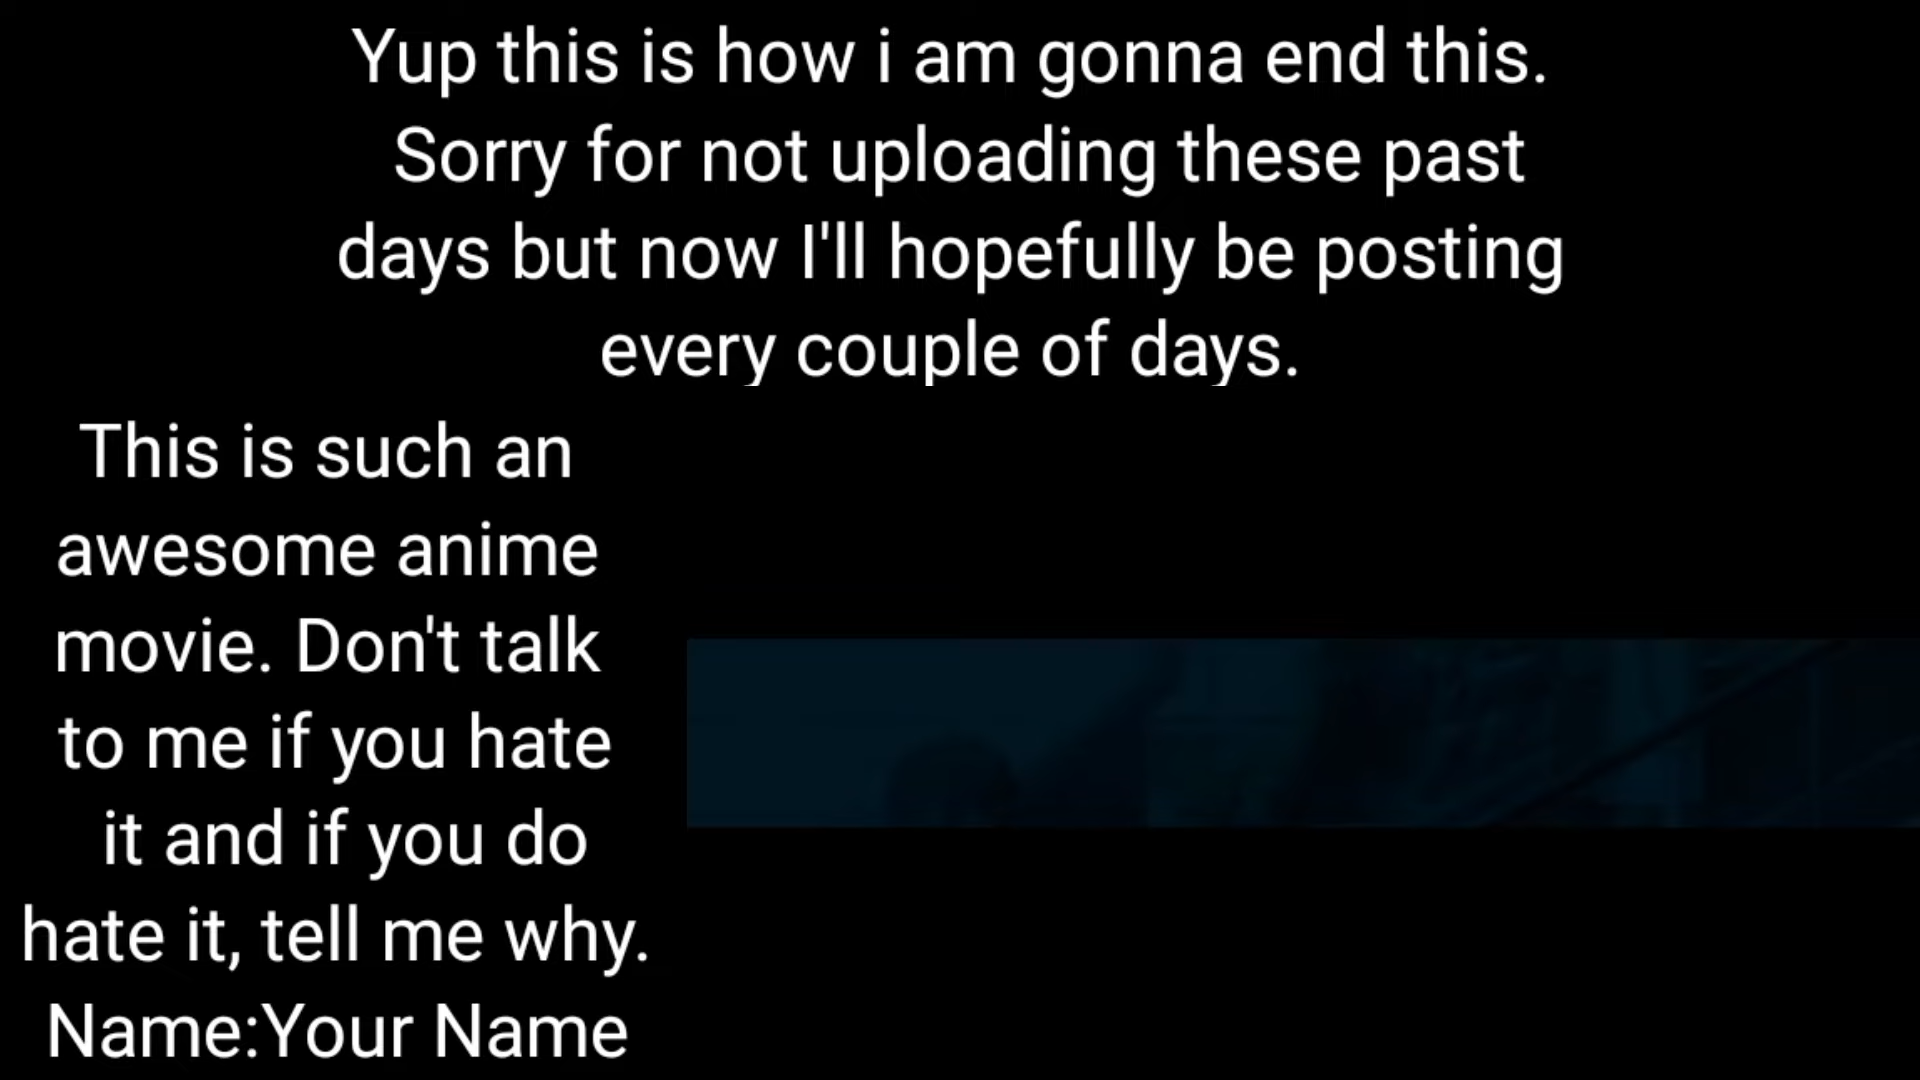 Yup this is how i am gonna end this.
Sorry for not uploading these past
days but now I'll hopefully be posting
every couple of days.
This is such an
awesome anime
movie. Don't talk
to me if you hate
it and if you do
hate it, tell me why.
Name:Your Name